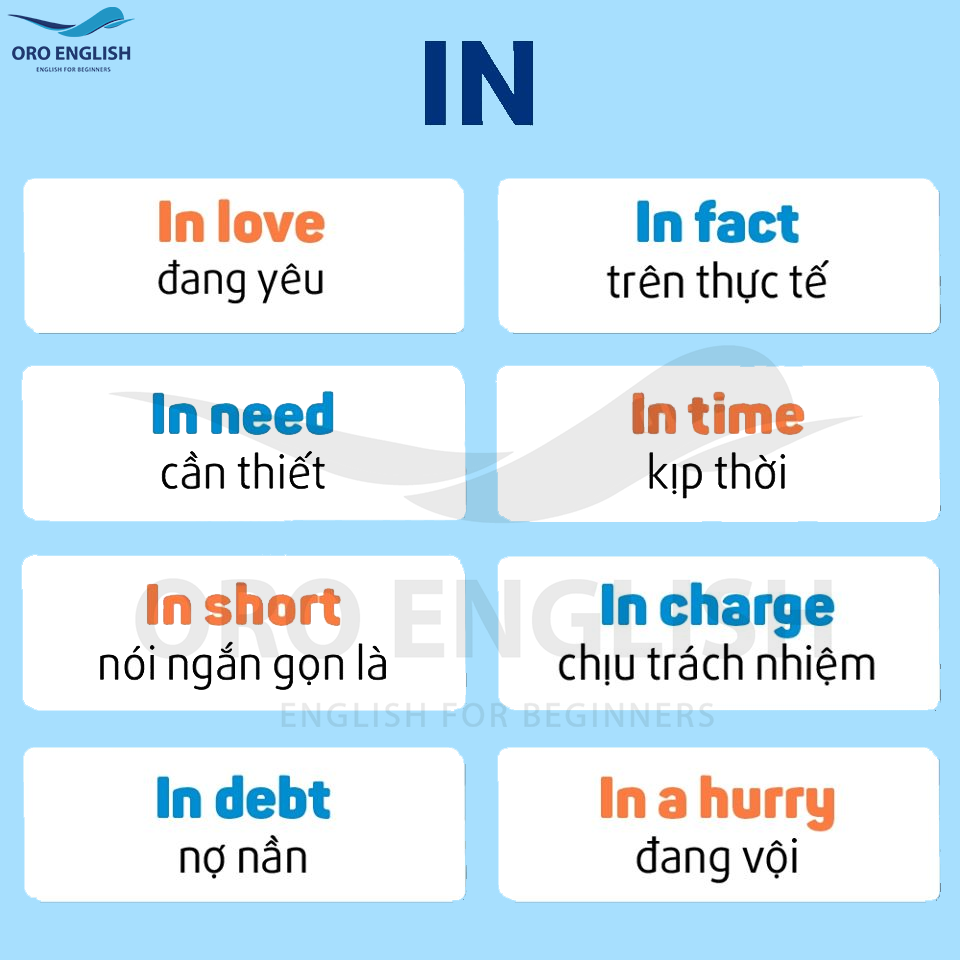 ORO ENGLISH
ENGLISH FOR BEGINNERS
IN
In love
đang yêu
In fact
trên thực tế
In need
cần thiết
In time
kịp thời
In short
nói ngắn gọn là
In charge
chịu trách nhiệm
ORO ENGLISH
ENGLISH FOR BEGINNERS
In debt
nợ nần
In a hurry
đang vội